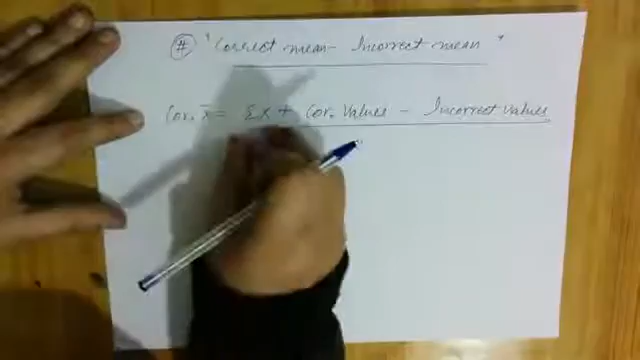 # "Correct mean - Incorrect mean"
Cor. x̄ = Σx + Cor. Values - Incorrect values